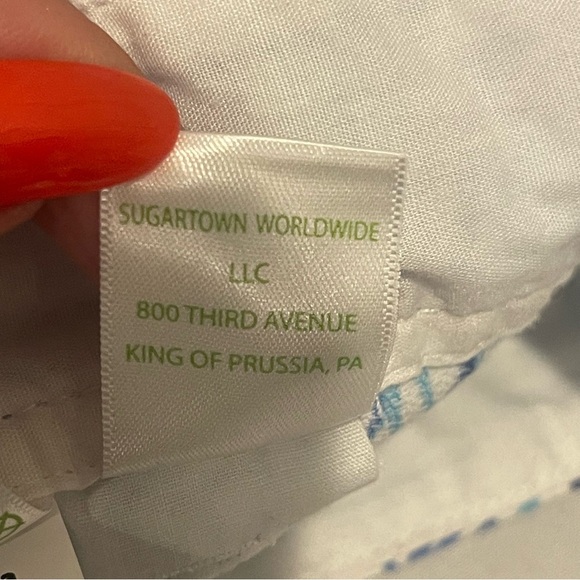 SUGARTOWN WORLDWIDE
LLC
800 THIRD AVENUE
KING OF PRUSSIA, PA